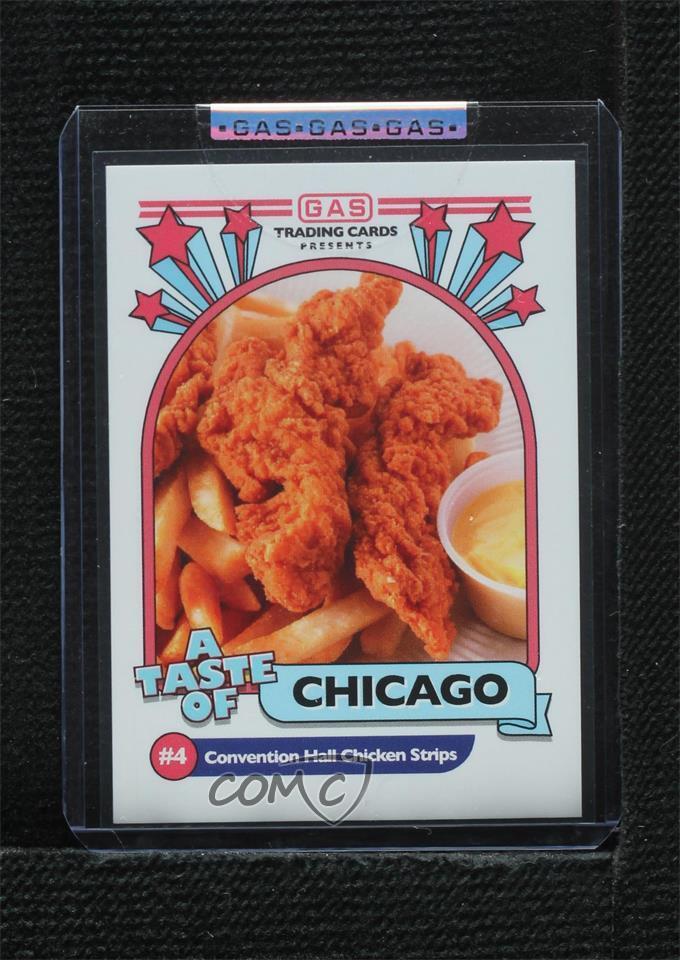 GAS GAS GAS
GAS
TRADING CARDS
PRESENTS
A
TASTE
OF
CHICAGO
#4 Convention Hall Chicken Strips
COMC